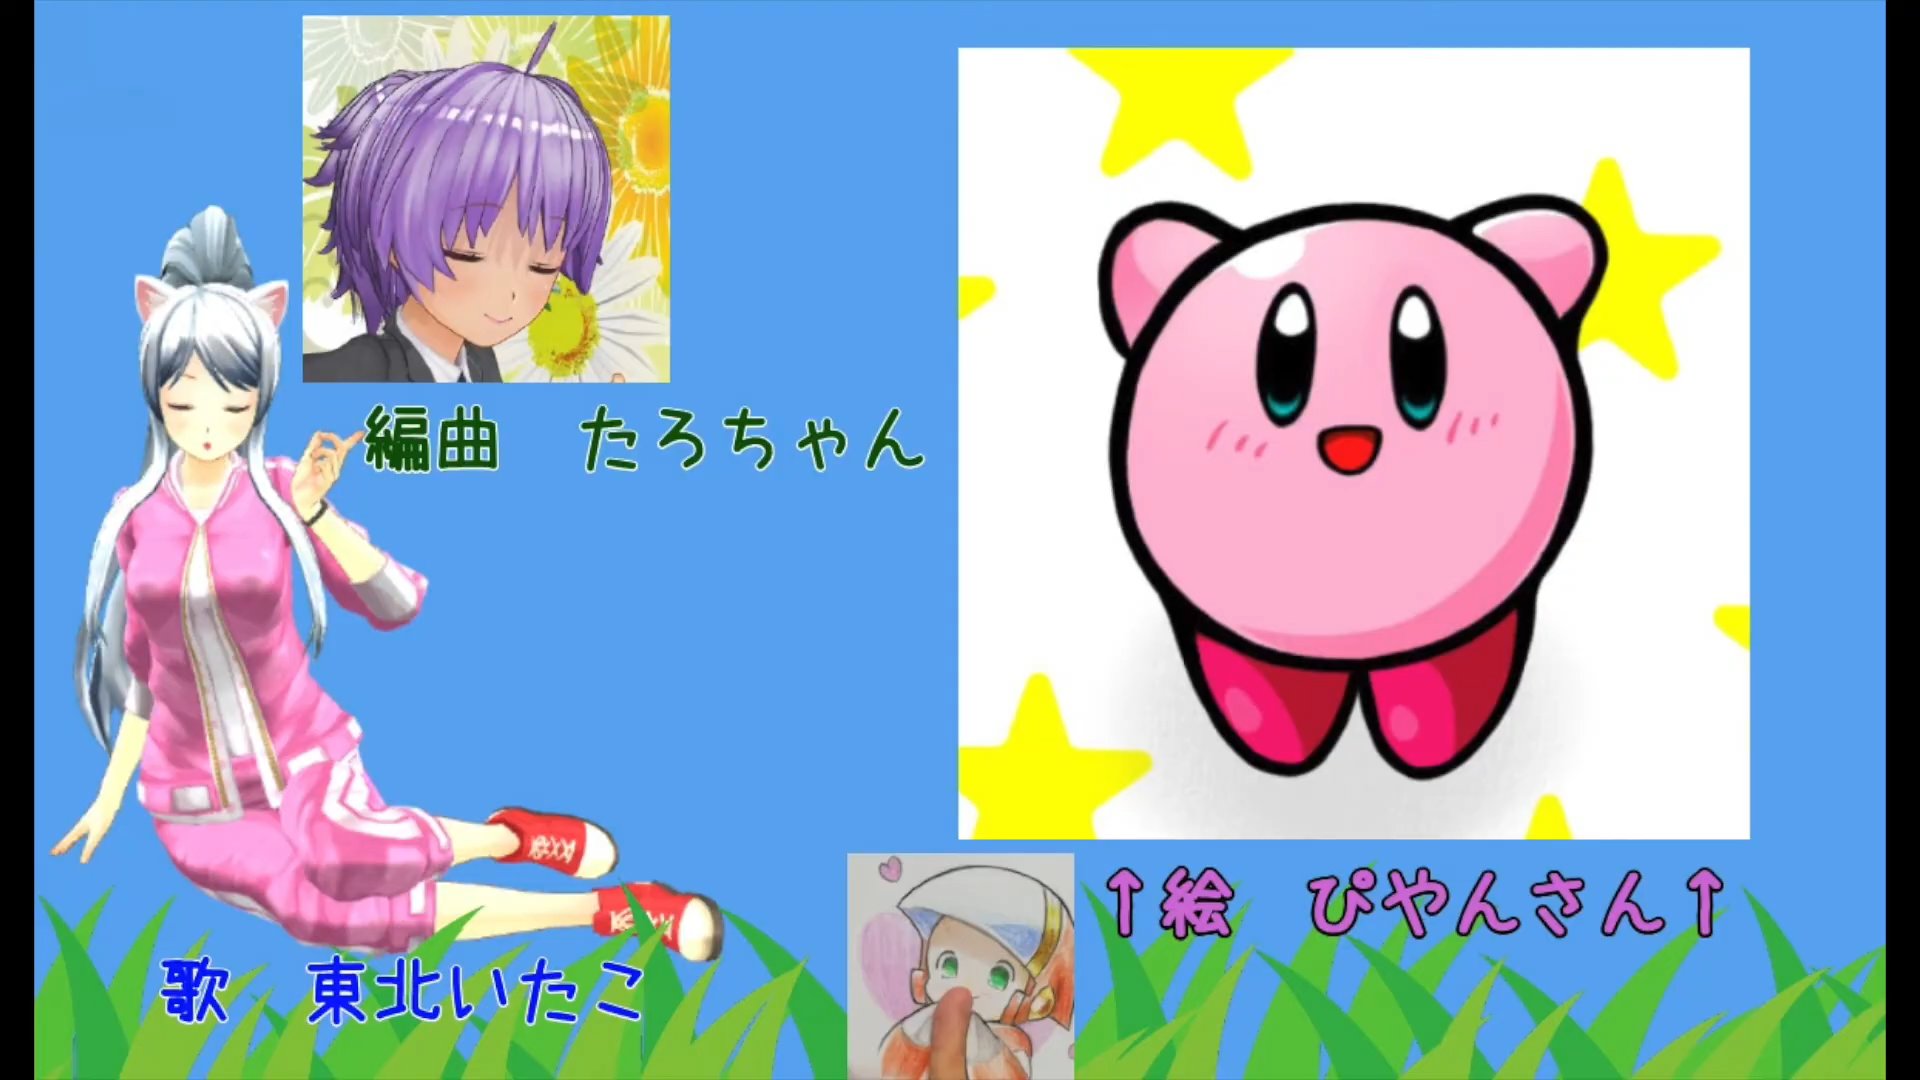 編曲　たろちゃん
↑絵　ぴやんさん↑
歌　東北いたこ